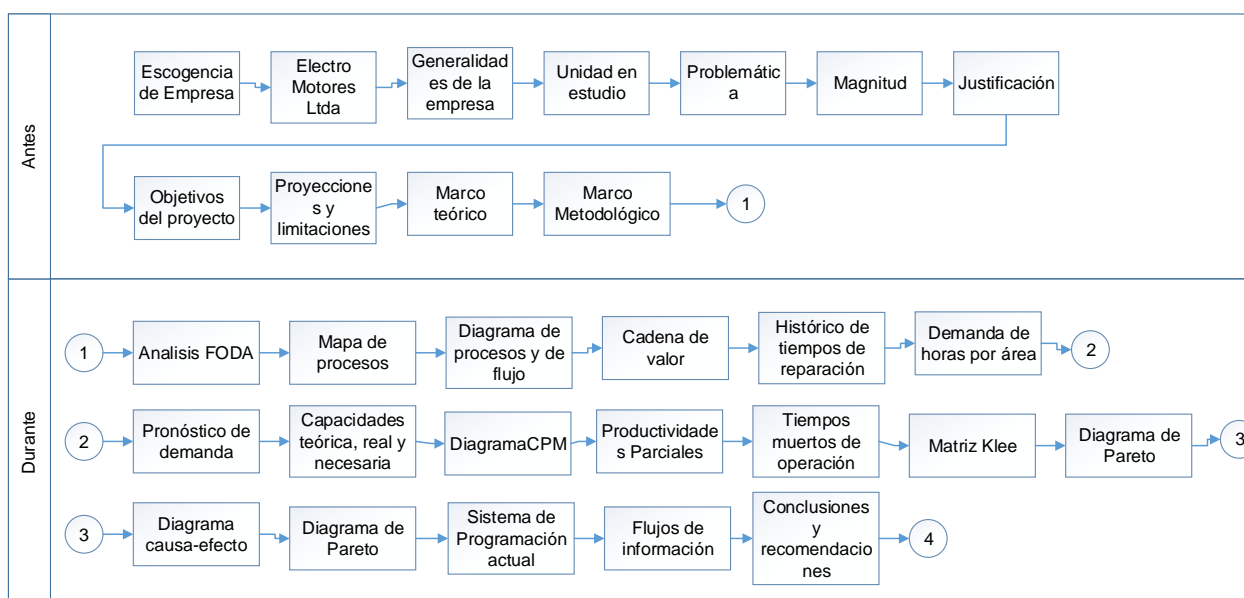 Antes
Escogencia
de Empresa
Electro
Motores
Ltda
Generalidad
es de la
empresa
Unidad en
estudio
Problemátic
a
Magnitud
Justificación
Objetivos
del proyecto
Proyeccione
s y
limitaciones
Marco
teórico
Marco
Metodológico
1
Durante
1
Analisis FODA
Mapa de
procesos
Diagrama de
procesos y de
flujo
Cadena de
valor
Histórico de
tiempos de
reparación
Demanda de
horas por área
2
2
Pronóstico de
demanda
Capacidades
teórica, real y
necesaria
DiagramaCPM
Productividade
s Parciales
Tiempos
muertos de
operación
Matriz Klee
Diagrama de
Pareto
3
3
Diagrama
causa-efecto
Diagrama de
Pareto
Sistema de
Programación
actual
Flujos de
información
Conclusiones
y
recomendacio
nes
4